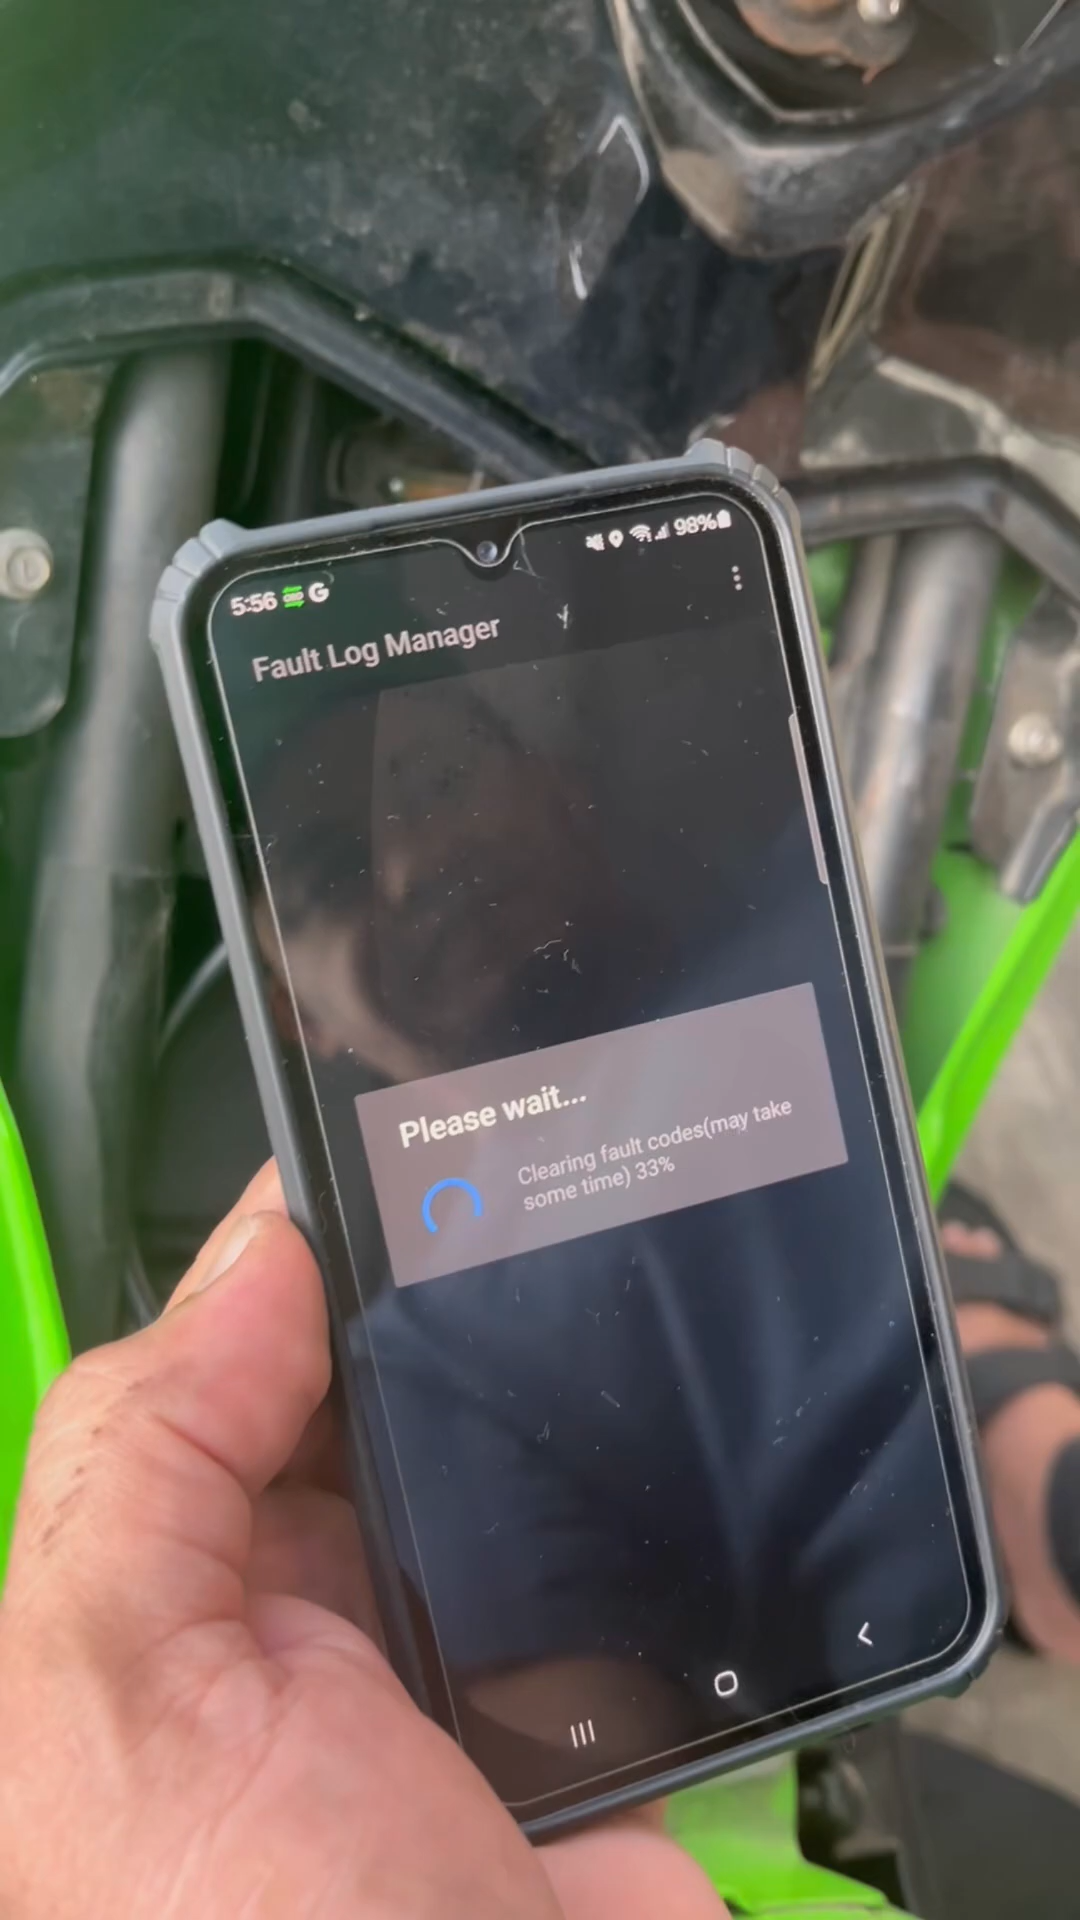 5:56 G 98%
Fault Log Manager
Please wait...
Clearing fault codes(may take
some time) 33%